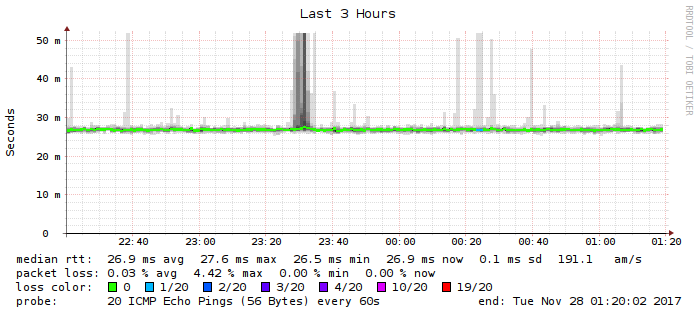 Last 3 Hours
RRDTOOL / TOBI OETIKER
Seconds
50 m
40 m
30 m
20 m
10 m
0
22:40 23:00 23:20 23:40 00:00 00:20 00:40 01:00 01:20
median rtt: 26.9 ms avg 27.6 ms max 26.5 ms min 26.9 ms now 0.1 ms sd 191.1 am/s
packet loss: 0.03 % avg 4.42 % max 0.00 % min 0.00 % now
loss color: 0 1/20 2/20 3/20 4/20 10/20 19/20
probe: 20 ICMP Echo Pings (56 Bytes) every 60s end: Tue Nov 28 01:20:02 2017